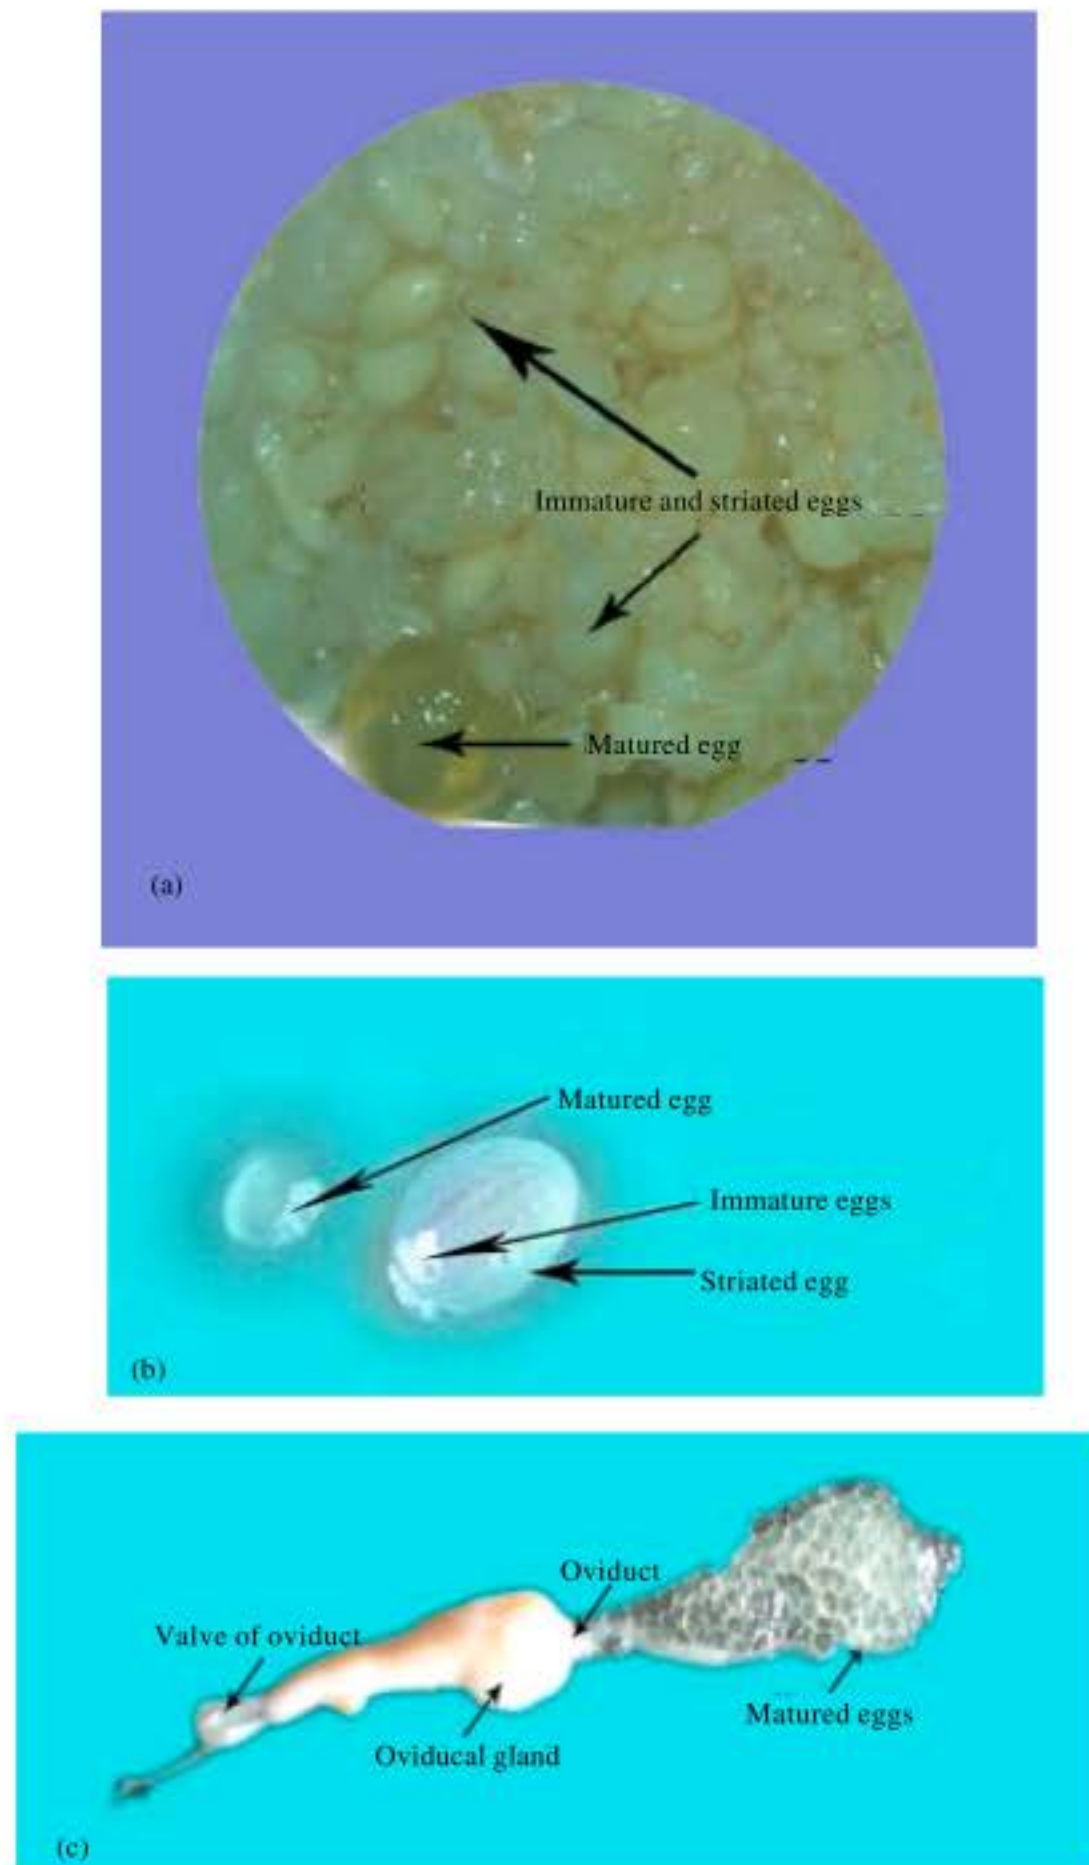 Immature and striated eggs
Matured egg
(a)
Matured egg
Immature eggs
Striated egg
(b)
Oviduct
Valve of oviduct
Matured eggs
Oviducal gland
(c)